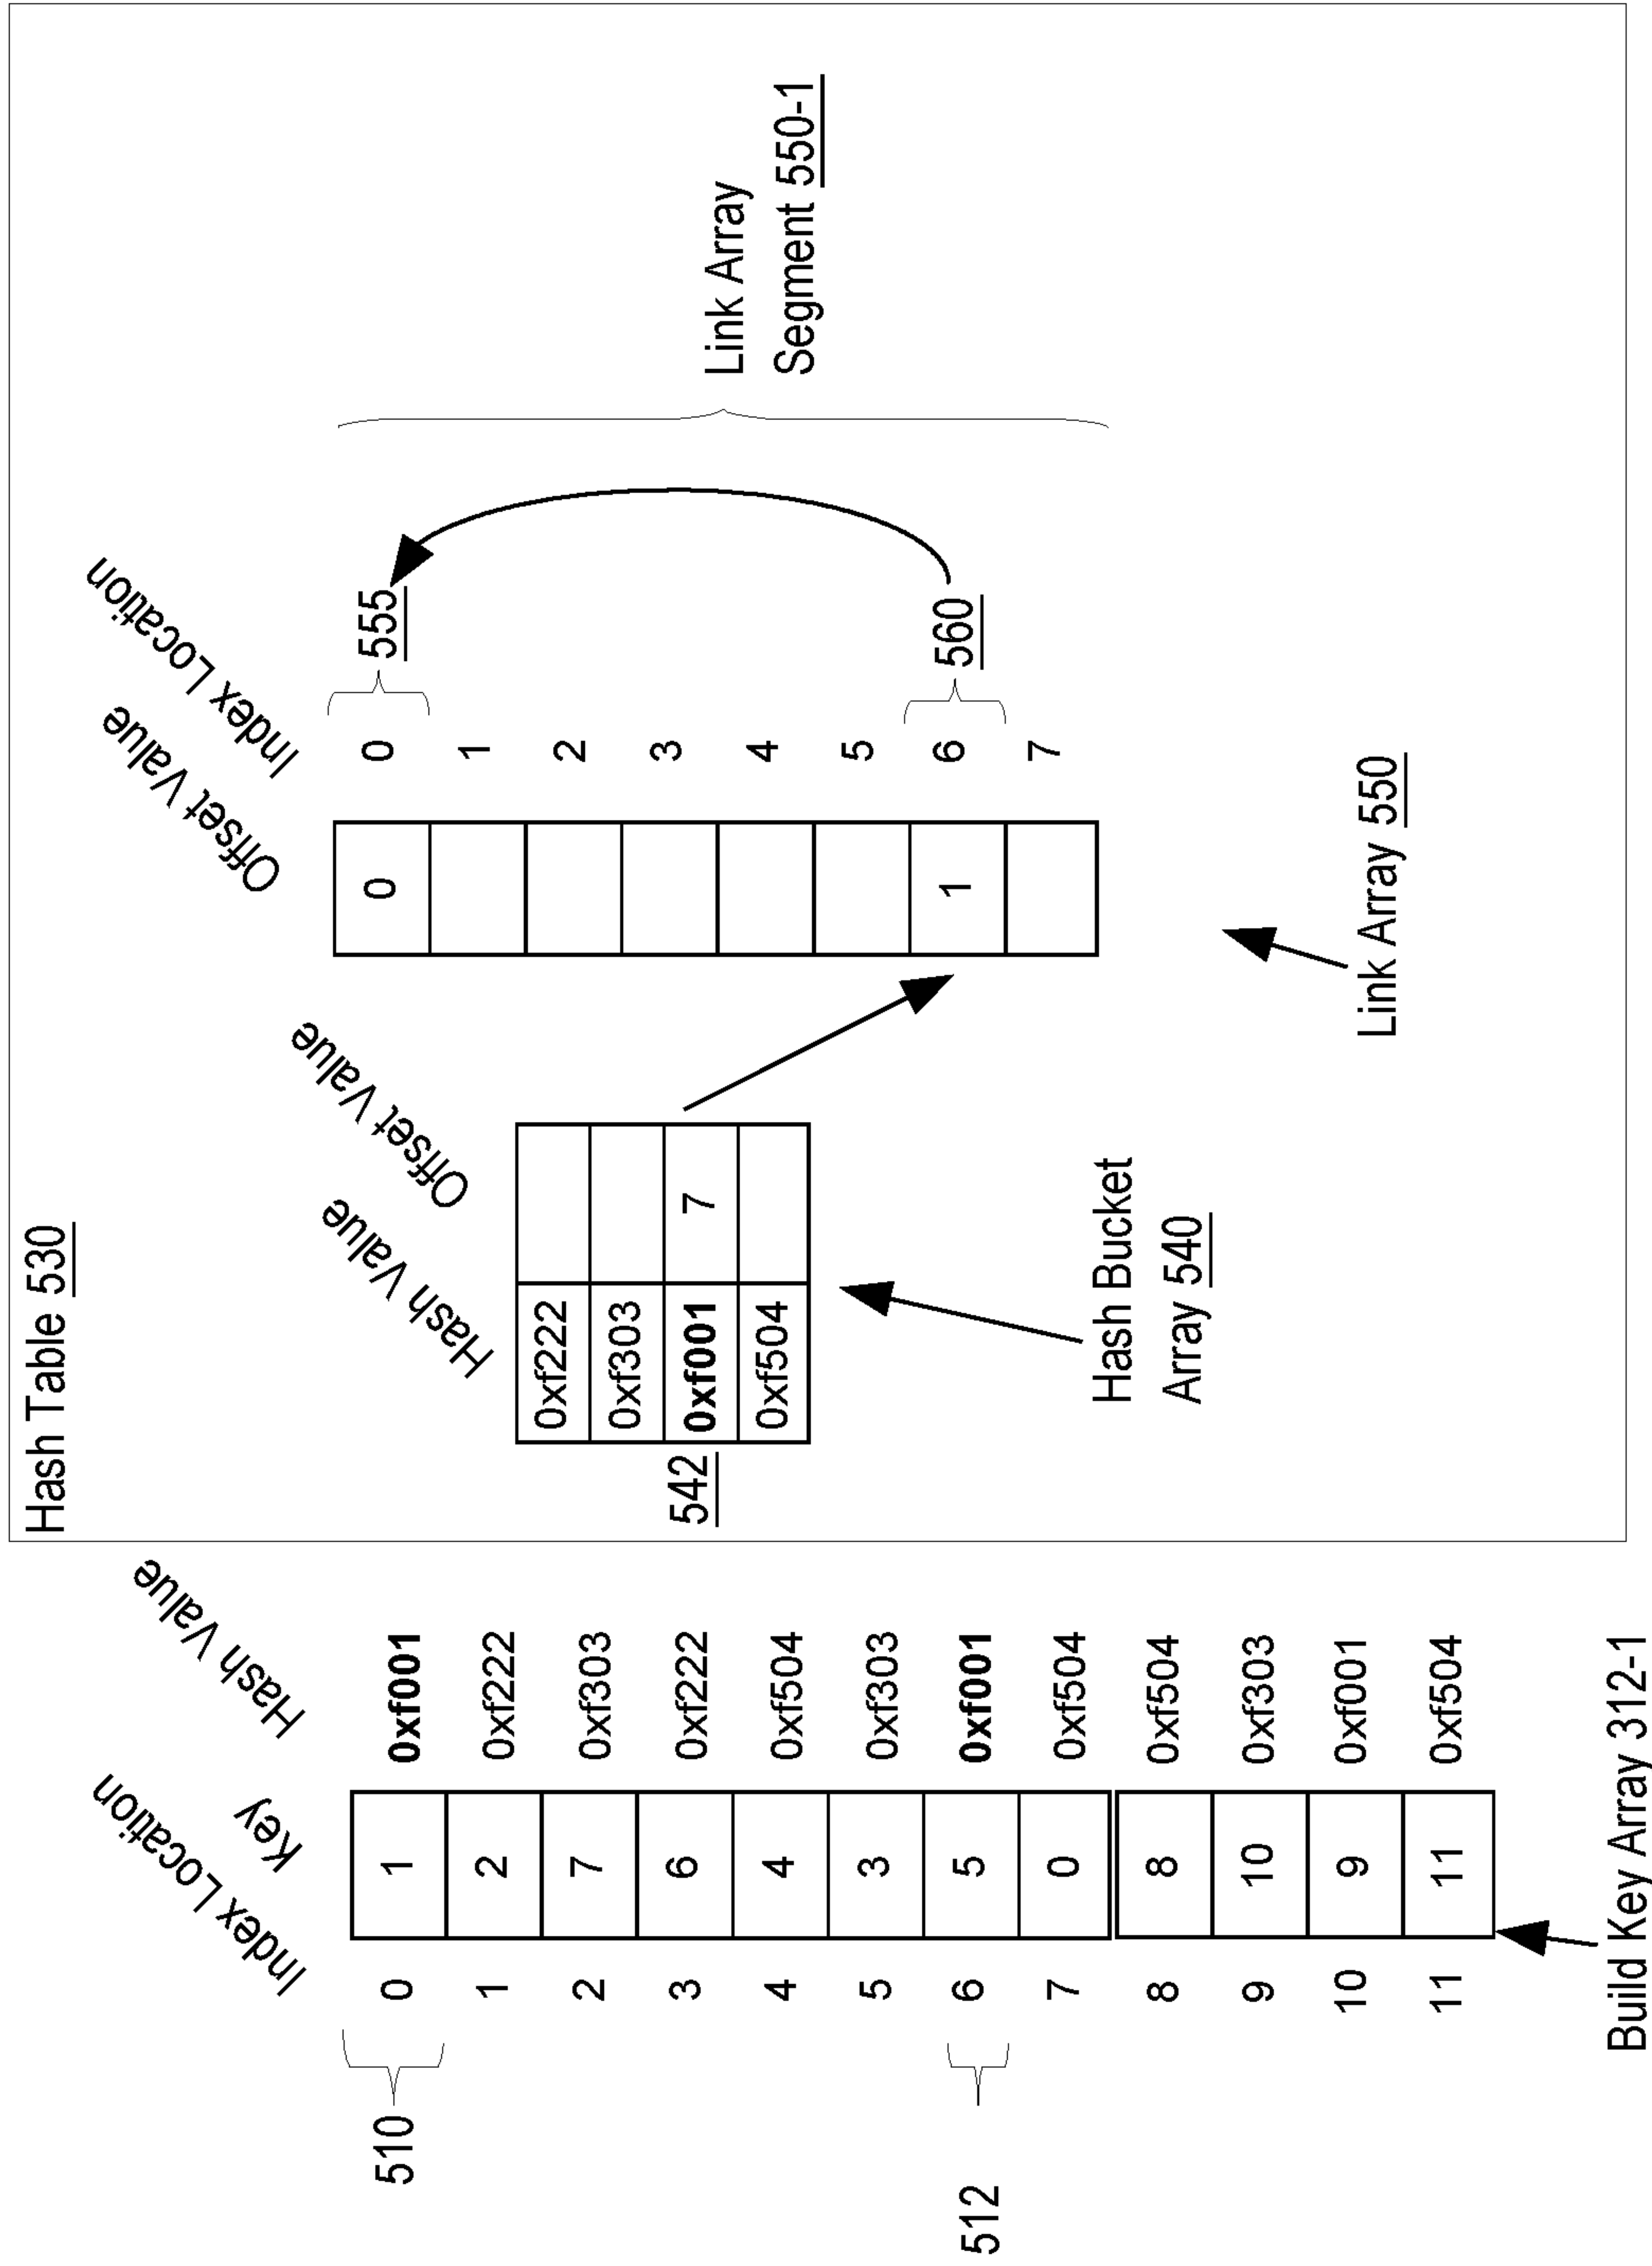 Hash Table 530
Index Location
Key
Hash Value
510
0 1 0xf001
1 2 0xf222
2 7 0xf303
3 6 0xf222
4 4 0xf504
5 3 0xf303
512
6 5 0xf001
7 0 0xf504
8 8 0xf504
9 10 0xf303
10 9 0xf001
11 11 0xf504
Build Key Array 312-1
Hash Value
Offset Value
0xf222
0xf303
542
0xf001 7
0xf504
Hash Bucket
Array 540
Offset Value
Index Location
0 0 555
1
2
3
4
5
1 6 560
7
Link Array 550
Link Array
Segment 550-1